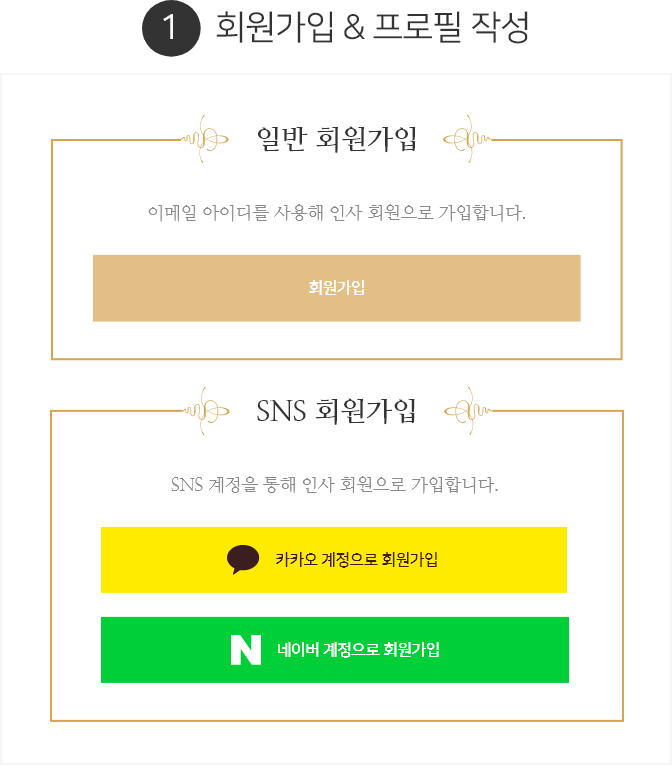 1 회원가입 & 프로필 작성
일반 회원가입
이메일 아이디를 사용해 인사 회원으로 가입합니다.
회원가입
SNS 회원가입
SNS 계정을 통해 인사 회원으로 가입합니다.
카카오 계정으로 회원가입
N 네이버 계정으로 회원가입